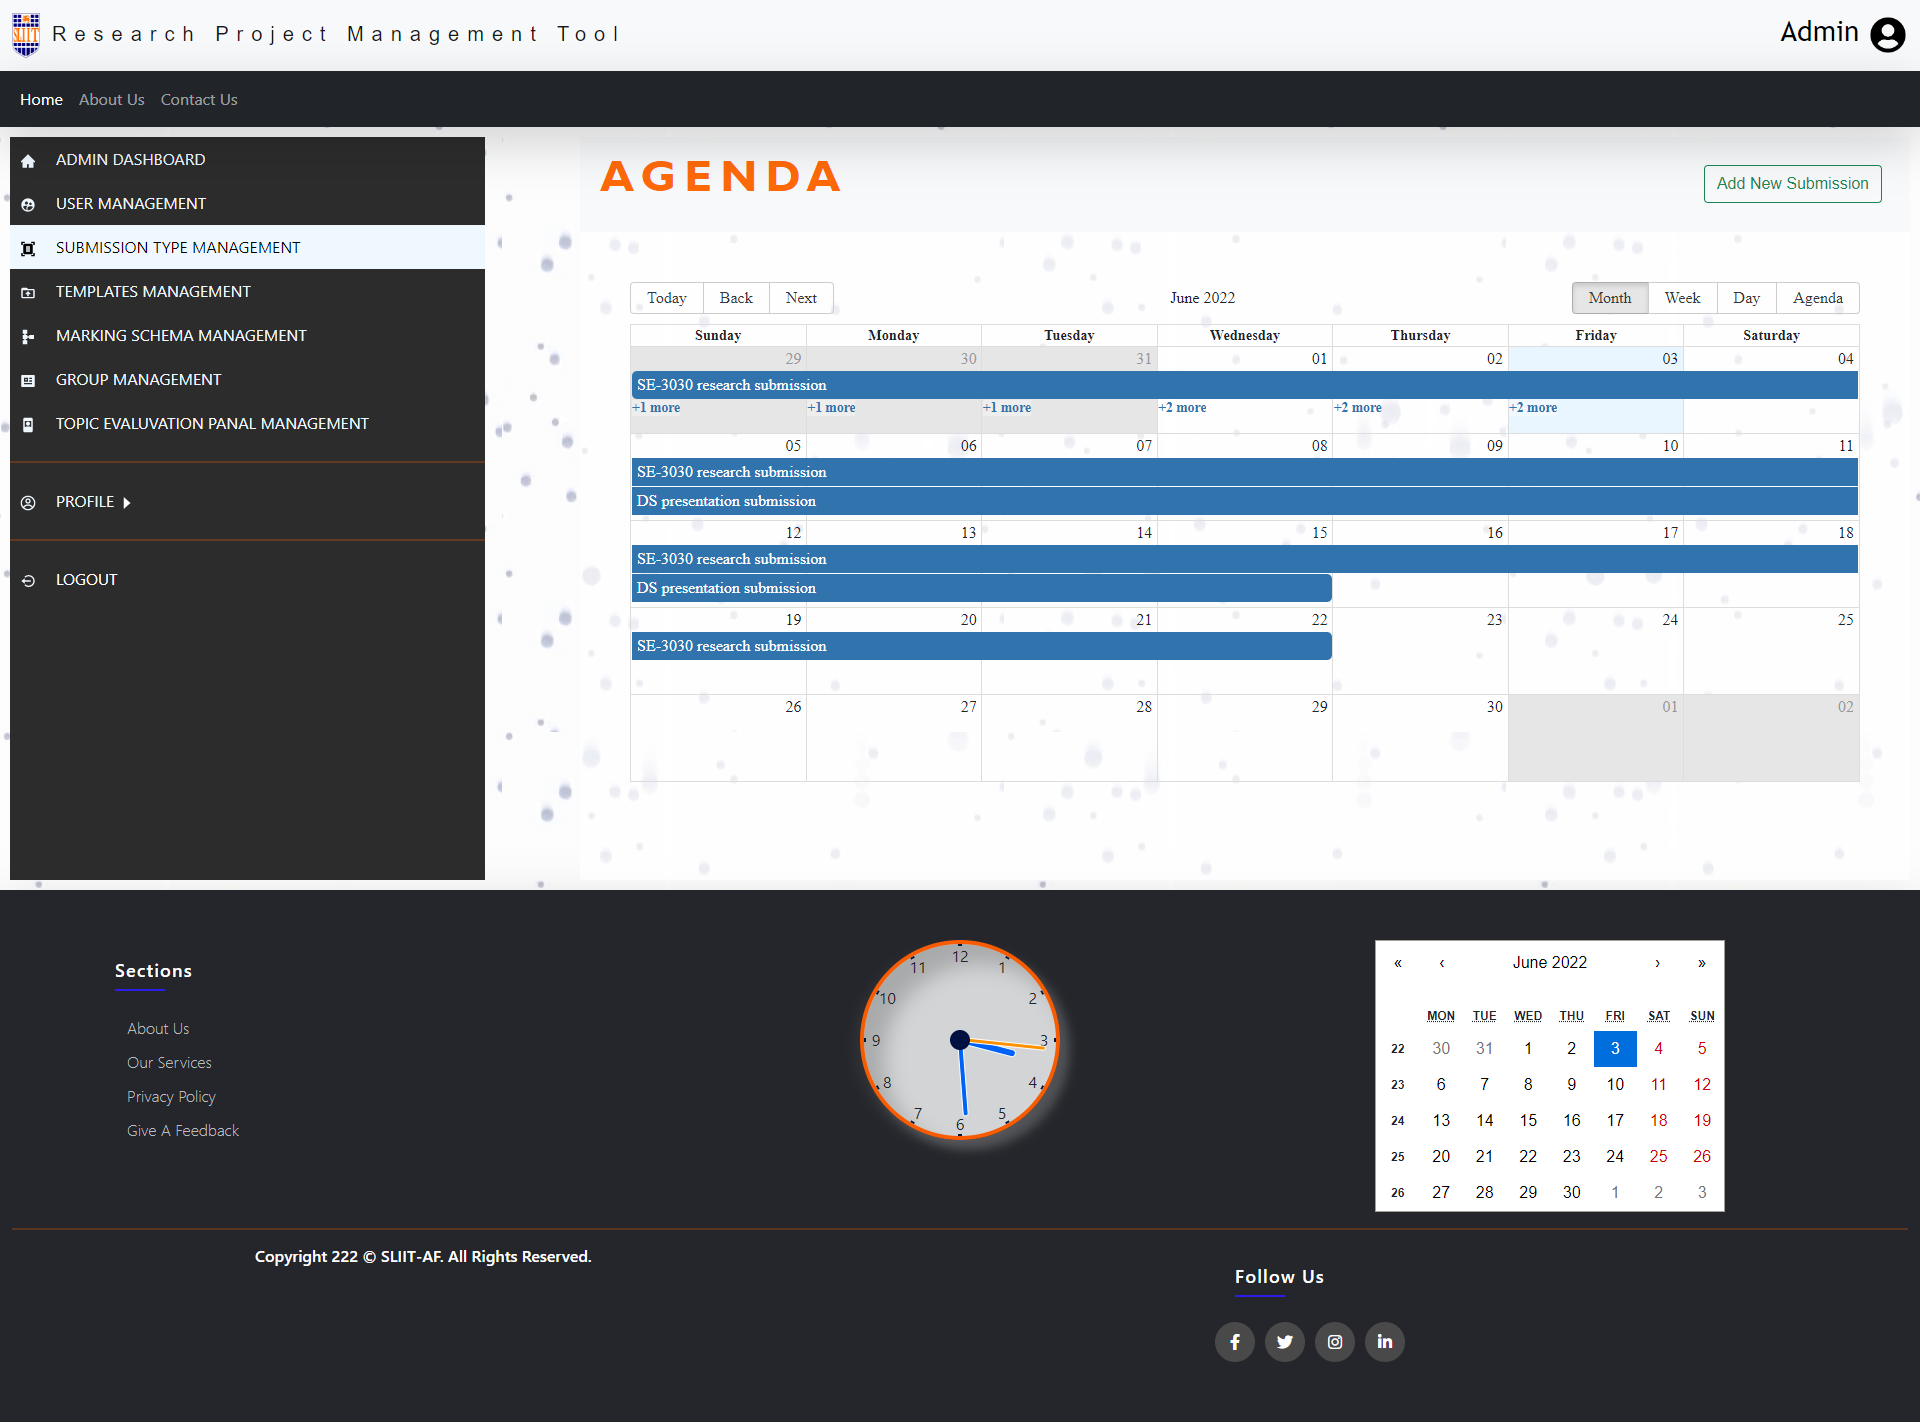 SLIIT
Research Project Management Tool
Admin
Home About Us Contact Us
ADMIN DASHBOARD
USER MANAGEMENT
SUBMISSION TYPE MANAGEMENT
TEMPLATES MANAGEMENT
MARKING SCHEMA MANAGEMENT
GROUP MANAGEMENT
TOPIC EVALUVATION PANAL MANAGEMENT
PROFILE
LOGOUT
AGENDA
Add New Submission
Today Back Next
June 2022
Month Week Day Agenda
Sunday Monday Tuesday Wednesday Thursday Friday Saturday
29 30 31 01 02 03 04
SE-3030 research submission
+1 more +1 more +1 more +2 more +2 more +2 more
05 06 07 08 09 10 11
SE-3030 research submission
DS presentation submission
12 13 14 15 16 17 18
SE-3030 research submission
DS presentation submission
19 20 21 22 23 24 25
SE-3030 research submission
26 27 28 29 30 01 02
Sections
About Us
Our Services
Privacy Policy
Give A Feedback
12
11 1
10 2
9 3
8 4
7 5
6
« ‹ June 2022 › »
MON TUE WED THU FRI SAT SUN
22 30 31 1 2 3 4 5
23 6 7 8 9 10 11 12
24 13 14 15 16 17 18 19
25 20 21 22 23 24 25 26
26 27 28 29 30 1 2 3
Copyright 222 © SLIIT-AF. All Rights Reserved.
Follow Us